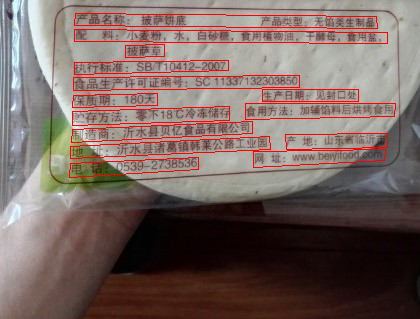 产品名称：披萨饼底 产品类型：无馅类生制品
配 料：小麦粉，水，白砂糖，食用植物油，干酵母，食用盐，
披萨草
执行标准：SB/T10412-2007
食品生产许可证编号：SC 11337132303850
保质期：180天 生产日期：见封口处
贮存方法：零下18℃冷冻储存 食用方法：加辅馅料后烘烤食用
制造商：沂水县贝亿食品有限公司
地 址：沂水县诸葛镇韩莱公路工业园 产 地：山东省临沂市
电 话：0539-2738536 网 址：www.beiyifood.com